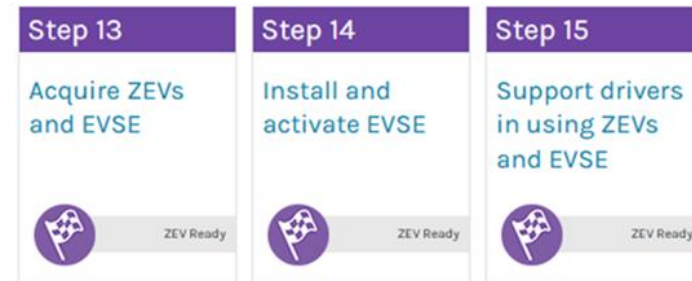 Step 13
Acquire ZEVs
and EVSE
ZEV Ready
Step 14
Install and
activate EVSE
ZEV Ready
Step 15
Support drivers
in using ZEVs
and EVSE
ZEV Ready